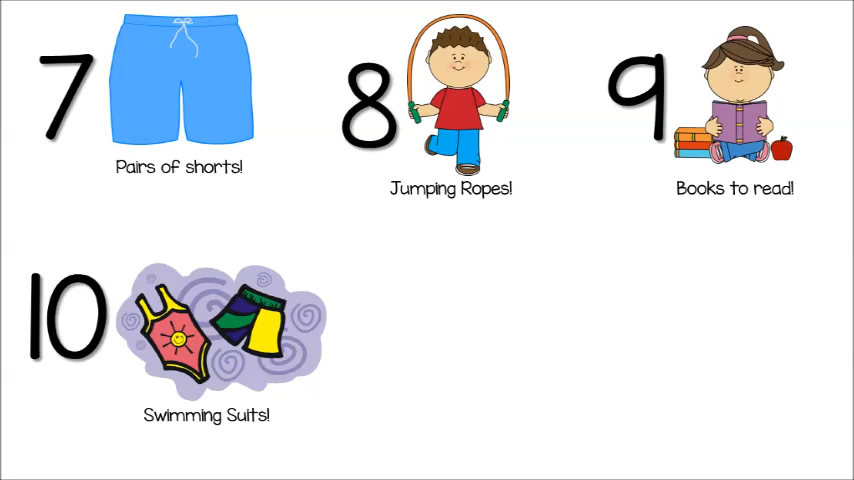 7
Pairs of shorts!
8
Jumping Ropes!
9
Books to read!
10
Swimming Suits!